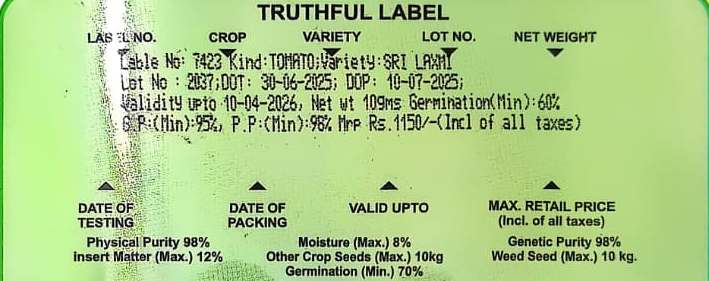 TRUTHFUL LABEL
LABEL NO. CROP VARIETY LOT NO. NET WEIGHT
Lable No: 7423 Kind:TOMATO;Variety:SRI LAXMI
Lot No : 2037;DOT: 30-06-2025; DOP: 10-07-2025;
Validity upto 10-04-2026, Net wt 10gms Germination(Min):60%
G.P:(Min):95%, P.P:(Min):98% Mrp Rs.1150/-(Incl of all taxes)
DATE OF TESTING DATE OF PACKING VALID UPTO MAX. RETAIL PRICE (Incl. of all taxes)
Physical Purity 98% Moisture (Max.) 8% Genetic Purity 98%
Insert Matter (Max.) 12% Other Crop Seeds (Max.) 10kg Weed Seed (Max.) 10 kg.
Germination (Min.) 70%